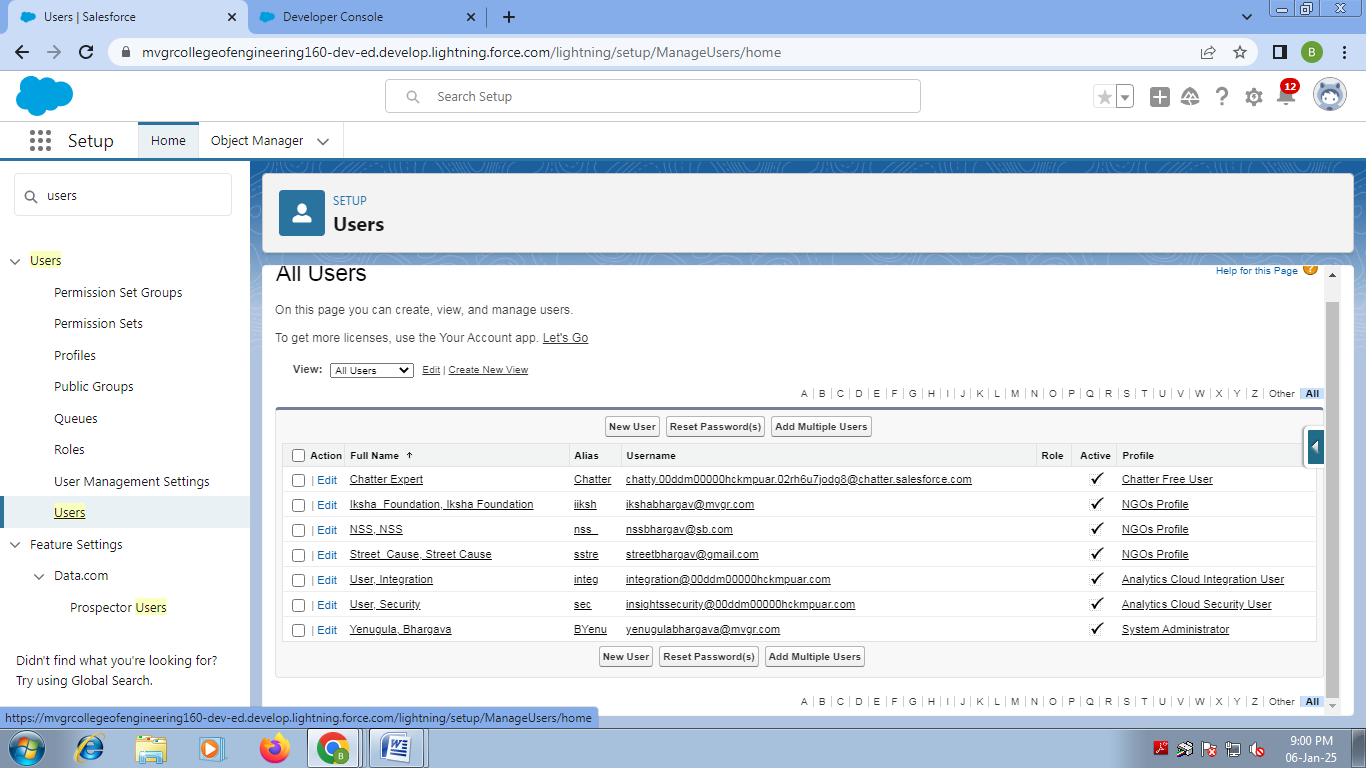 Users | Salesforce
Developer Console
mvgrcollegeofengineering160-dev-ed.develop.lightning.force.com/lightning/setup/ManageUsers/home
B
Search Setup
12
Setup
Home
Object Manager
users
Users
Permission Set Groups
Permission Sets
Profiles
Public Groups
Queues
Roles
User Management Settings
Users
Feature Settings
Data.com
Prospector Users
Didn't find what you're looking for?
Try using Global Search.
SETUP
Users
All Users
Help for this Page ?
On this page you can create, view, and manage users.
To get more licenses, use the Your Account app. Let's Go
View: All Users Edit | Create New View
A | B | C | D | E | F | G | H | I | J | K | L | M | N | O | P | Q | R | S | T | U | V | W | X | Y | Z | Other | All
New User Reset Password(s) Add Multiple Users
Action Full Name Alias Username Role Active Profile
| Edit Chatter Expert Chatter chatty.00ddm00000hckmpuar.02rh6u7jodg8@chatter.salesforce.com Chatter Free User
| Edit Iksha_Foundation, Iksha Foundation iiksh ikshabhargav@mvgr.com NGOs Profile
| Edit NSS, NSS nss_ nssbhargav@sb.com NGOs Profile
| Edit Street_Cause, Street Cause sstre streetbhargav@gmail.com NGOs Profile
| Edit User, Integration integ integration@00ddm00000hckmpuar.com Analytics Cloud Integration User
| Edit User, Security sec insightssecurity@00ddm00000hckmpuar.com Analytics Cloud Security User
| Edit Yenugula, Bhargava BYenu yenugulabhargava@mvgr.com System Administrator
New User Reset Password(s) Add Multiple Users
A | B | C | D | E | F | G | H | I | J | K | L | M | N | O | P | Q | R | S | T | U | V | W | X | Y | Z | Other | All
https://mvgrcollegeofengineering160-dev-ed.develop.lightning.force.com/lightning/setup/ManageUsers/home
B
9:00 PM
06-Jan-25